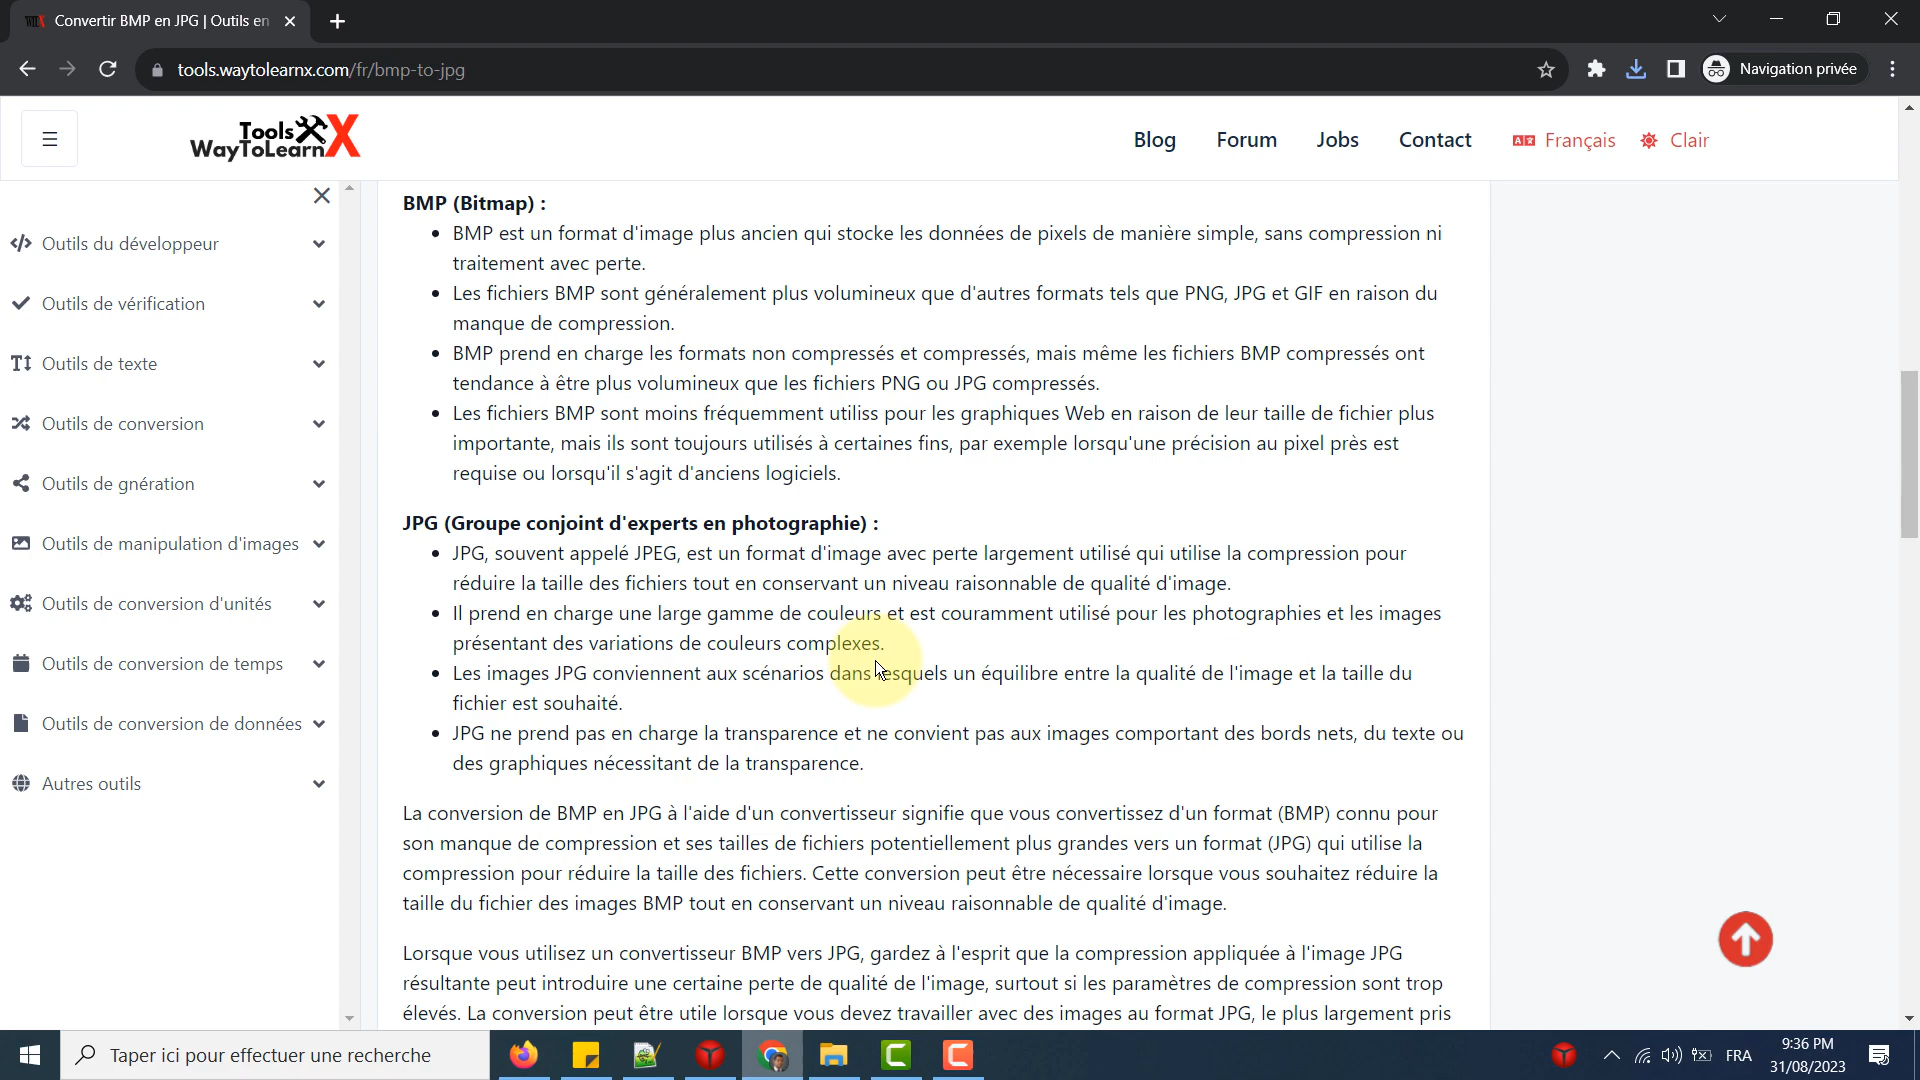 Convertir BMP en JPG | Outils en
tools.waytolearnx.com/fr/bmp-to-jpg
Navigation privée
Tools
WayToLearnX
Blog
Forum
Jobs
Contact
Français
Clair
Outils du développeur
Outils de vérification
Outils de texte
Outils de conversion
Outils de gnération
Outils de manipulation d'images
Outils de conversion d'unités
Outils de conversion de temps
Outils de conversion de données
Autres outils
BMP (Bitmap) :
BMP est un format d'image plus ancien qui stocke les données de pixels de manière simple, sans compression ni
traitement avec perte.
Les fichiers BMP sont généralement plus volumineux que d'autres formats tels que PNG, JPG et GIF en raison du
manque de compression.
BMP prend en charge les formats non compressés et compressés, mais même les fichiers BMP compressés ont
tendance à être plus volumineux que les fichiers PNG ou JPG compressés.
Les fichiers BMP sont moins fréquemment utiliss pour les graphiques Web en raison de leur taille de fichier plus
importante, mais ils sont toujours utilisés à certaines fins, par exemple lorsqu'une précision au pixel près est
requise ou lorsqu'il s'agit d'anciens logiciels.
JPG (Groupe conjoint d'experts en photographie) :
JPG, souvent appelé JPEG, est un format d'image avec perte largement utilisé qui utilise la compression pour
réduire la taille des fichiers tout en conservant un niveau raisonnable de qualité d'image.
Il prend en charge une large gamme de couleurs et est couramment utilisé pour les photographies et les images
présentant des variations de couleurs complexes.
Les images JPG conviennent aux scénarios dans lesquels un équilibre entre la qualité de l'image et la taille du
fichier est souhaité.
JPG ne prend pas en charge la transparence et ne convient pas aux images comportant des bords nets, du texte ou
des graphiques nécessitant de la transparence.
La conversion de BMP en JPG à l'aide d'un convertisseur signifie que vous convertissez d'un format (BMP) connu pour
son manque de compression et ses tailles de fichiers potentiellement plus grandes vers un format (JPG) qui utilise la
compression pour réduire la taille des fichiers. Cette conversion peut être nécessaire lorsque vous souhaitez réduire la
taille du fichier des images BMP tout en conservant un niveau raisonnable de qualité d'image.
Lorsque vous utilisez un convertisseur BMP vers JPG, gardez à l'esprit que la compression appliquée à l'image JPG
résultante peut introduire une certaine perte de qualité de l'image, surtout si les paramètres de compression sont trop
élevés. La conversion peut être utile lorsque vous devez travailler avec des images au format JPG, le plus largement pris
Taper ici pour effectuer une recherche
FRA
9:36 PM
31/08/2023